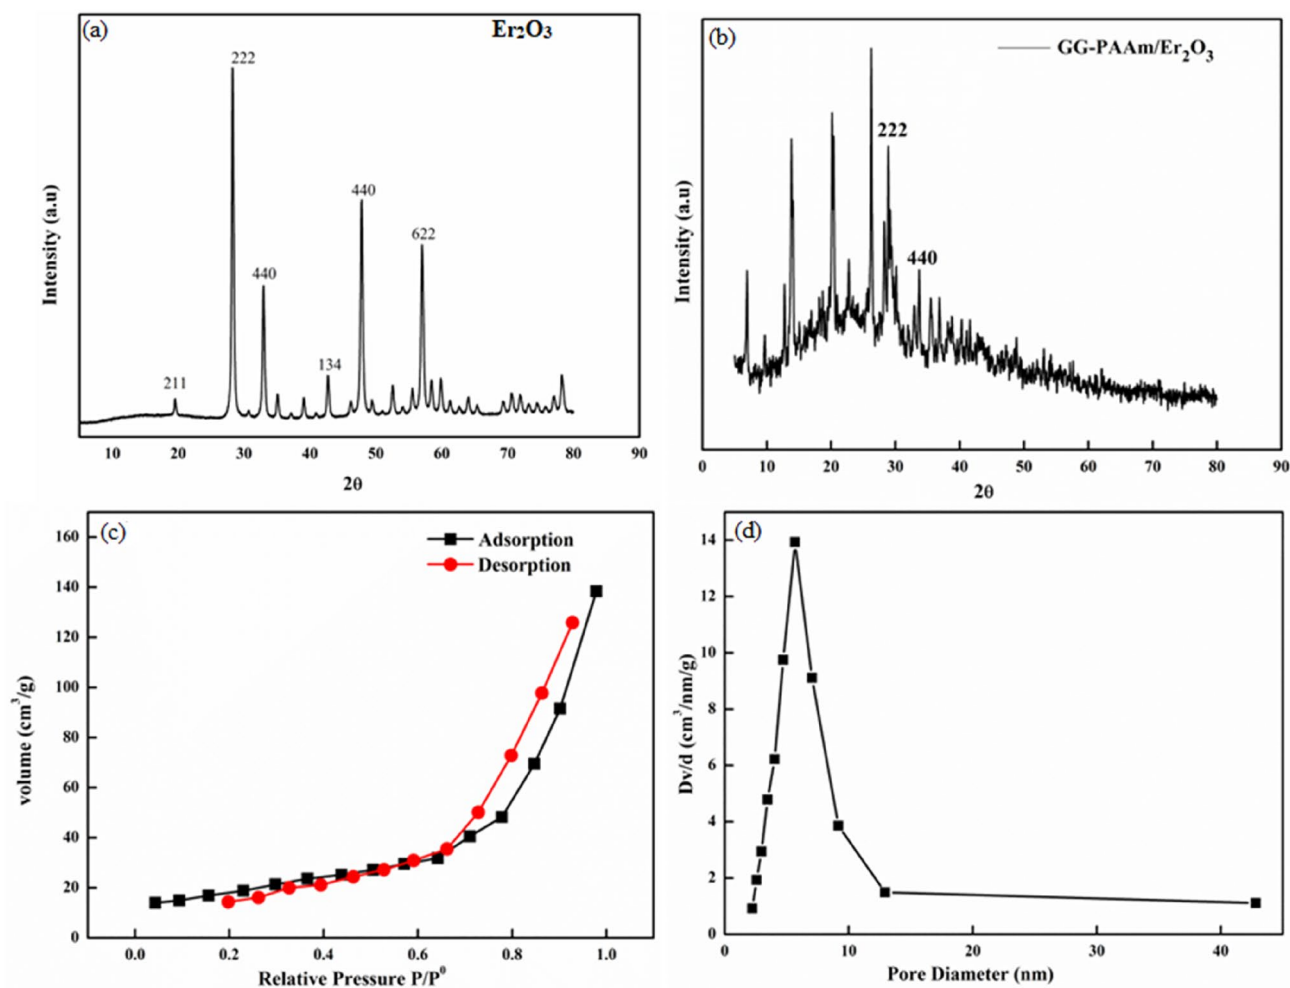 (a)
Er₂O₃
222
440
440
622
134
211
Intensity (a.u)
10 20 30 40 50 60 70 80 90
2θ
(b)
GG-PAAm/Er₂O₃
222
440
Intensity (a.u)
0 10 20 30 40 50 60 70 80 90
2θ
(c)
Adsorption
Desorption
160
140
120
100
80
60
40
20
0
volume (cm³/g)
0.0 0.2 0.4 0.6 0.8 1.0
Relative Pressure P/P⁰
(d)
14
12
10
8
6
4
2
0
Dv/d (cm³/nm/g)
0 10 20 30 40
Pore Diameter (nm)